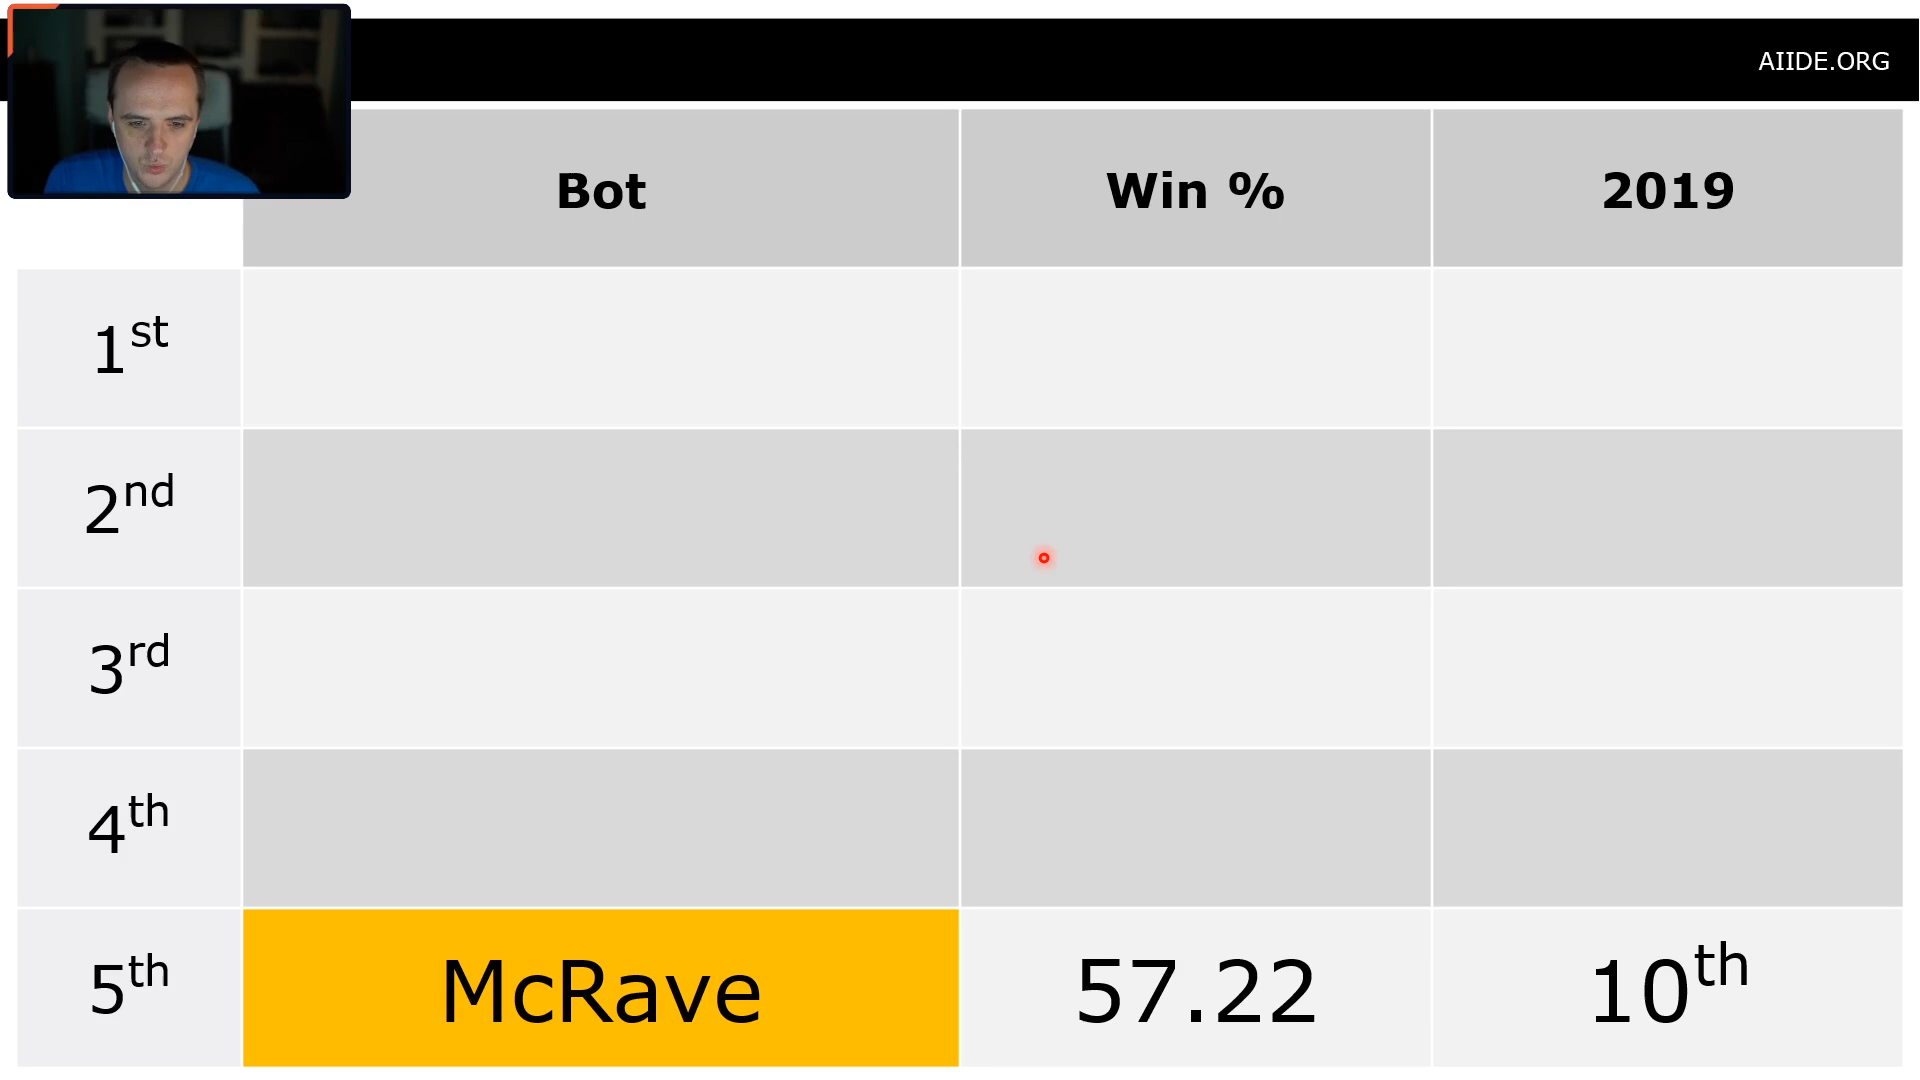 AIIDE.ORG
Bot Win % 2019
1st
2nd
3rd
4th
5th McRave 57.22 10th